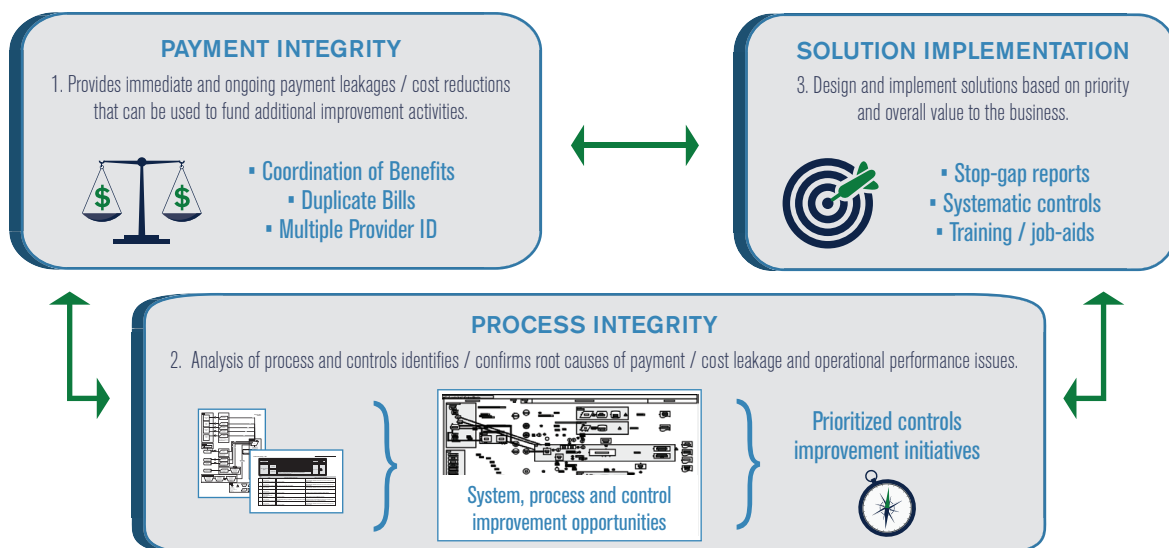 PAYMENT INTEGRITY
1. Provides immediate and ongoing payment leakages / cost reductions
that can be used to fund additional improvement activities.
$ $
▪ Coordination of Benefits
▪ Duplicate Bills
▪ Multiple Provider ID
SOLUTION IMPLEMENTATION
3. Design and implement solutions based on priority
and overall value to the business.
▪ Stop-gap reports
▪ Systematic controls
▪ Training / job-aids
PROCESS INTEGRITY
2. Analysis of process and controls identifies / confirms root causes of payment / cost leakage and operational performance issues.
System, process and control
improvement opportunities
Prioritized controls
improvement initiatives